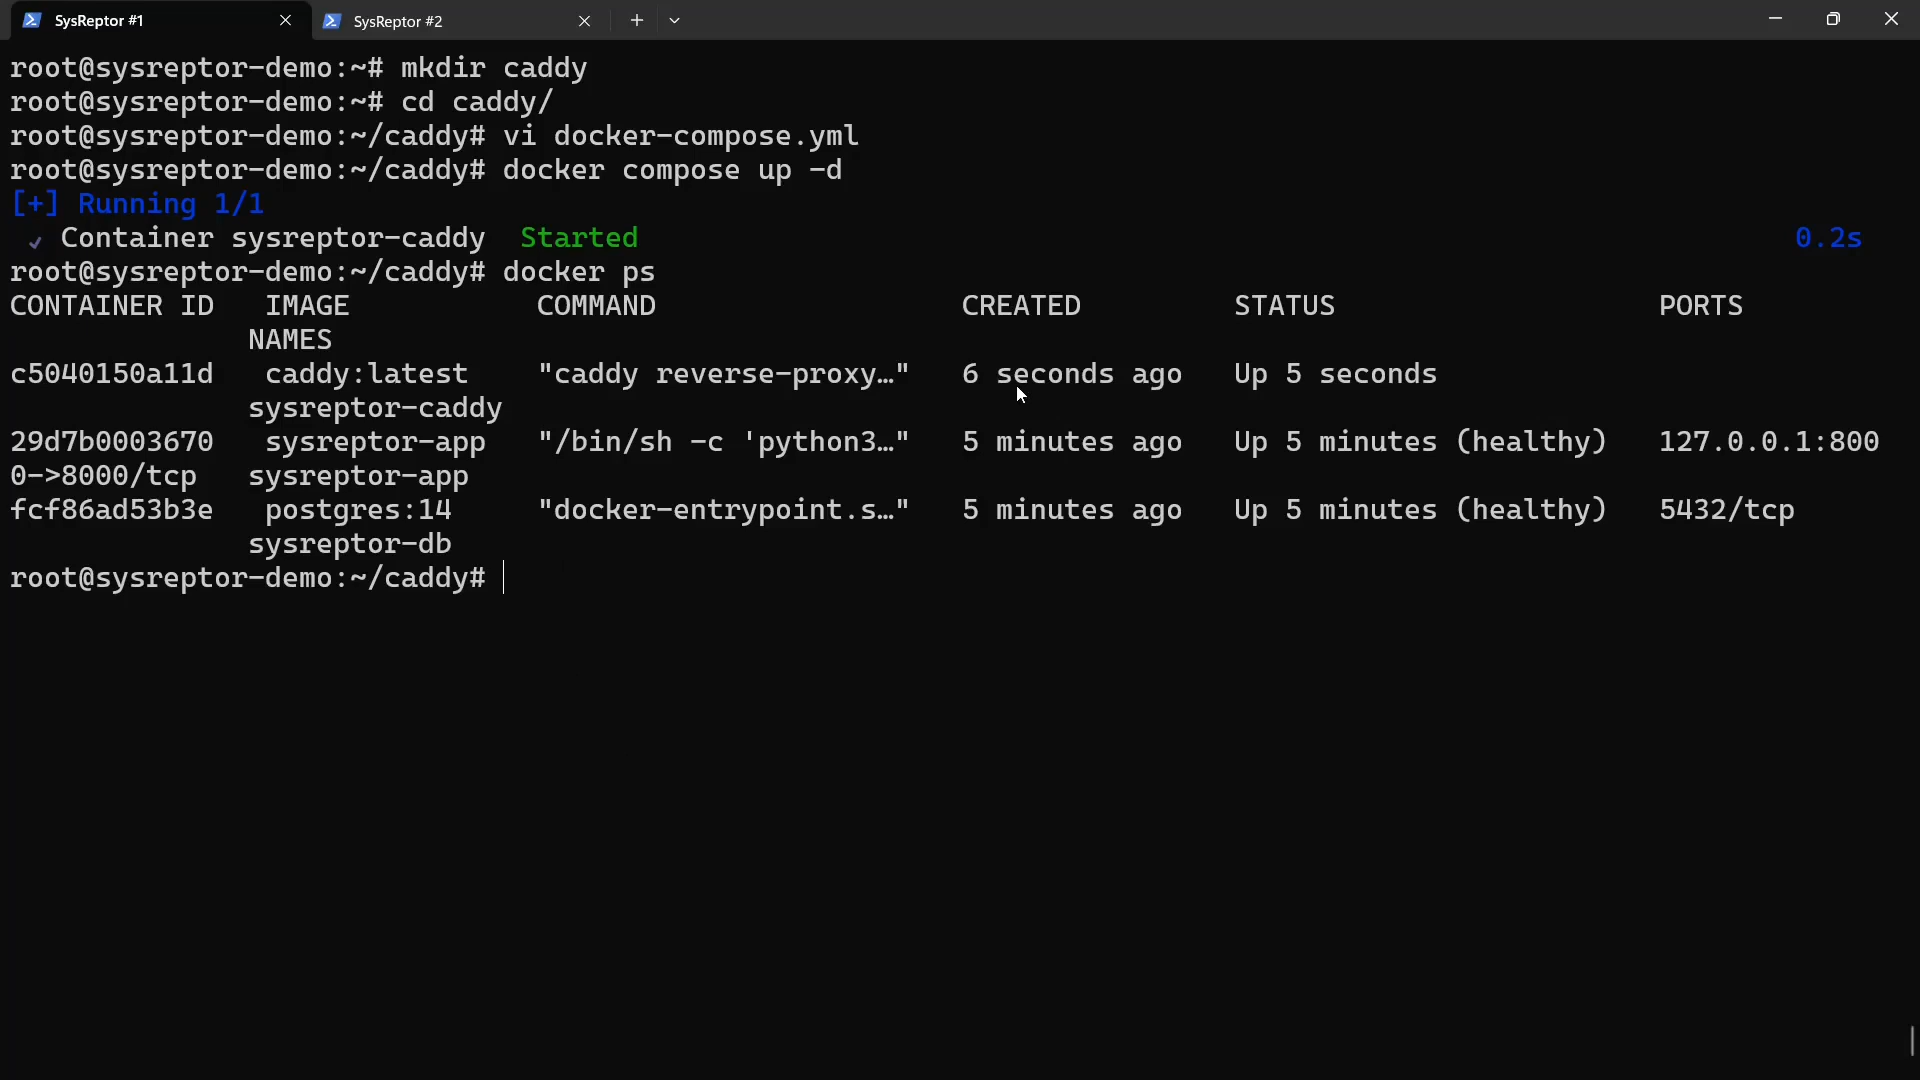 SysReptor #1 SysReptor #2
root@sysreptor-demo:~# mkdir caddy
root@sysreptor-demo:~# cd caddy/
root@sysreptor-demo:~/caddy# vi docker-compose.yml
root@sysreptor-demo:~/caddy# docker compose up -d
[+] Running 1/1
✓ Container sysreptor-caddy Started 0.2s
root@sysreptor-demo:~/caddy# docker ps
CONTAINER ID IMAGE COMMAND CREATED STATUS PORTS
NAMES
c5040150a11d caddy:latest "caddy reverse-proxy…" 6 seconds ago Up 5 seconds
sysreptor-caddy
29d7b0003670 sysreptor-app "/bin/sh -c 'python3…" 5 minutes ago Up 5 minutes (healthy) 127.0.0.1:800
0->8000/tcp sysreptor-app
fcf86ad53b3e postgres:14 "docker-entrypoint.s…" 5 minutes ago Up 5 minutes (healthy) 5432/tcp
sysreptor-db
root@sysreptor-demo:~/caddy#